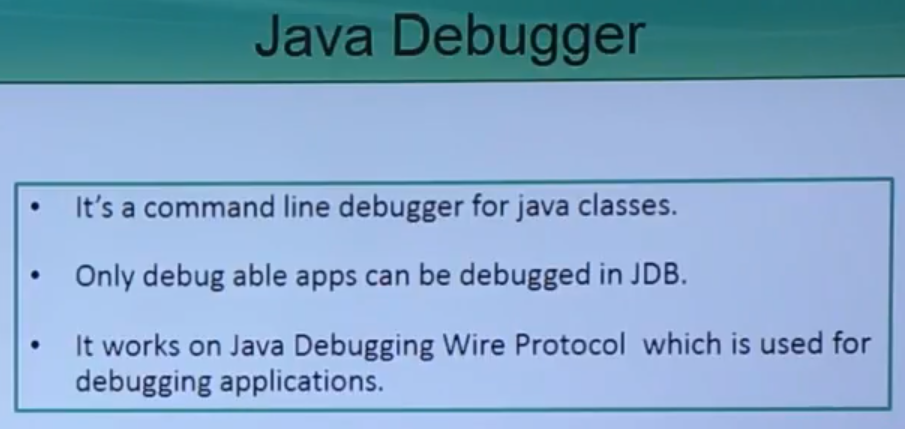 Java Debugger
• It's a command line debugger for java classes.
• Only debug able apps can be debugged in JDB.
• It works on Java Debugging Wire Protocol which is used for
debugging applications.